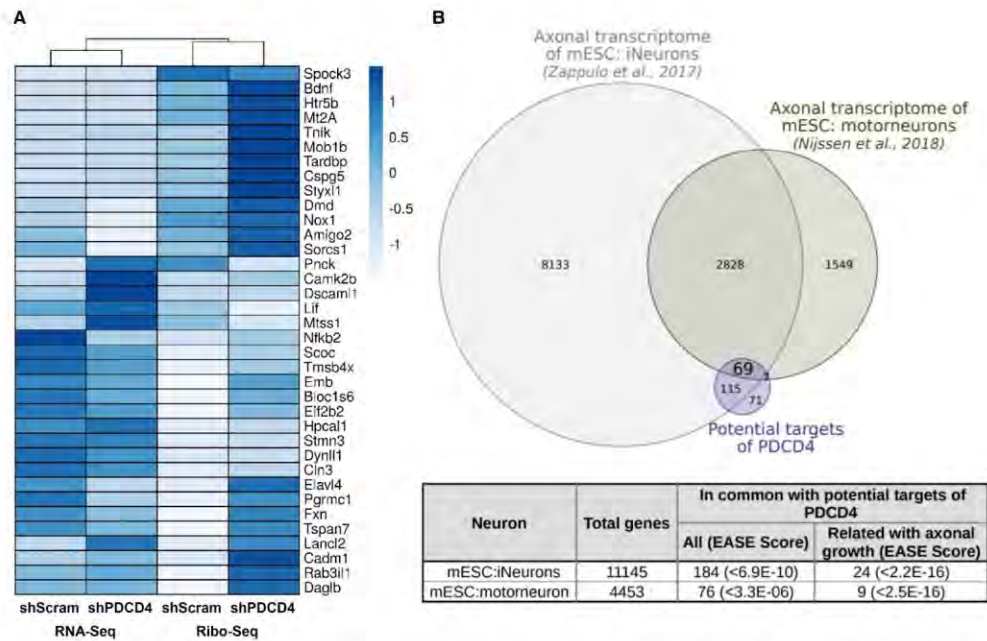 A
Spock3
Bdnf
Htr5b
Mt2A
Tnik
Mob1b
Tardbp
Cspg5
Styxl1
Dmd
Nox1
Amigo2
Sorcs1
Pnck
Camk2b
Dscaml1
Lif
Mtss1
Nfkb2
Scoc
Tmsb4x
Emb
Bloc1s6
Eif2b2
Hpcal1
Stmn3
Dynll1
Cln3
Elavl4
Pgrmc1
Fxn
Tspan7
Lancl2
Cadm1
Rab3il1
Daglb
1
0.5
0
-0.5
-1
shScram shPDCD4 shScram shPDCD4
RNA-Seq Ribo-Seq
B
Axonal transcriptome
of mESC: iNeurons
(Zappulo et al., 2017)
Axonal transcriptome of
mESC: motorneurons
(Nijssen et al., 2018)
8133
2828
1549
69
115
71
Potential targets
of PDCD4
Neuron Total genes In common with potential targets of PDCD4
All (EASE Score) Related with axonal growth (EASE Score)
mESC:iNeurons 11145 184 (<6.9E-10) 24 (<2.2E-16)
mESC:motorneuron 4453 76 (<3.3E-06) 9 (<2.5E-16)